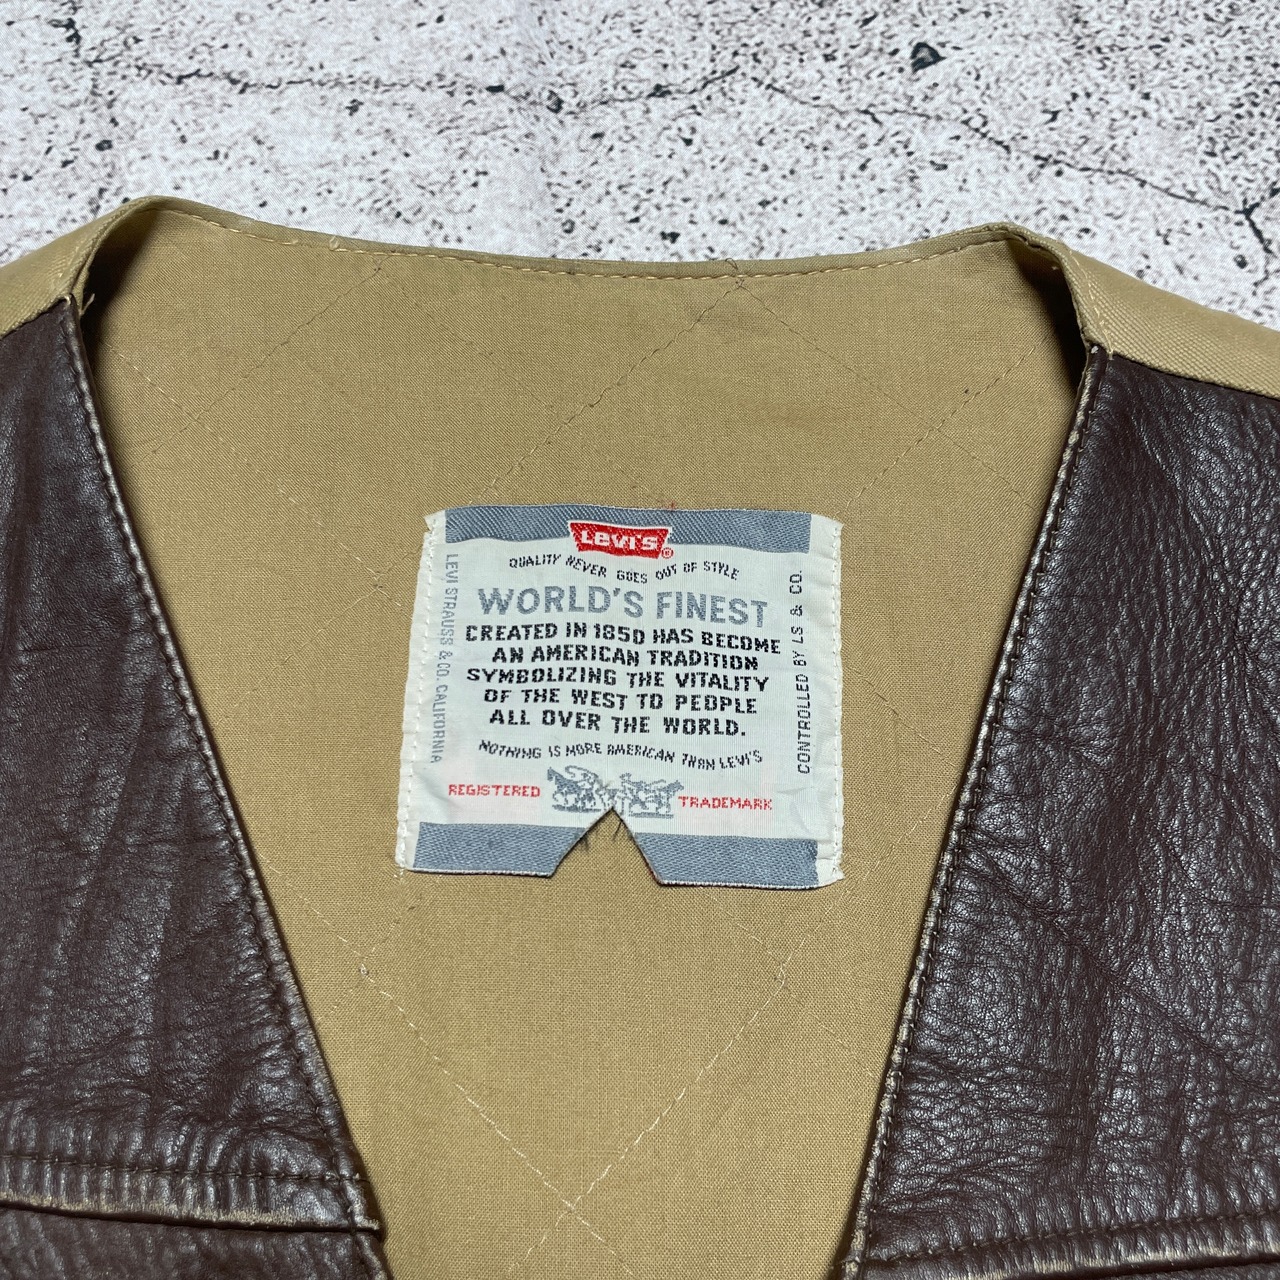 Levi's ®
QUALITY NEVER GOES OUT OF STYLE
WORLD'S FINEST
CREATED IN 1850 HAS BECOME
AN AMERICAN TRADITION
SYMBOLIZING THE VITALITY
OF THE WEST TO PEOPLE
ALL OVER THE WORLD.
NOTHING IS MORE AMERICAN THAN LEVI'S
REGISTERED TRADEMARK
LEVI STRAUSS & CO. CALIFORNIA
CONTROLLED BY LS & CO.